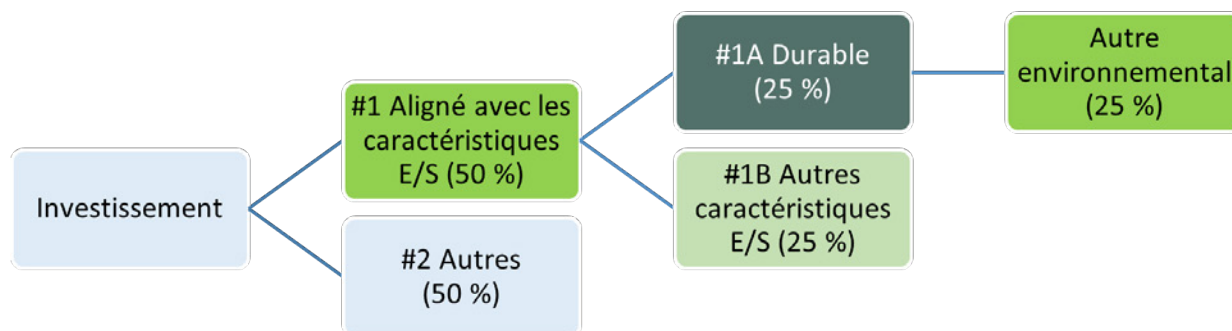 Investissement
#1 Aligné avec les
caractéristiques
E/S (50 %)
#2 Autres
(50 %)
#1A Durable
(25 %)
#1B Autres
caractéristiques
E/S (25 %)
Autre
environnemental
(25 %)